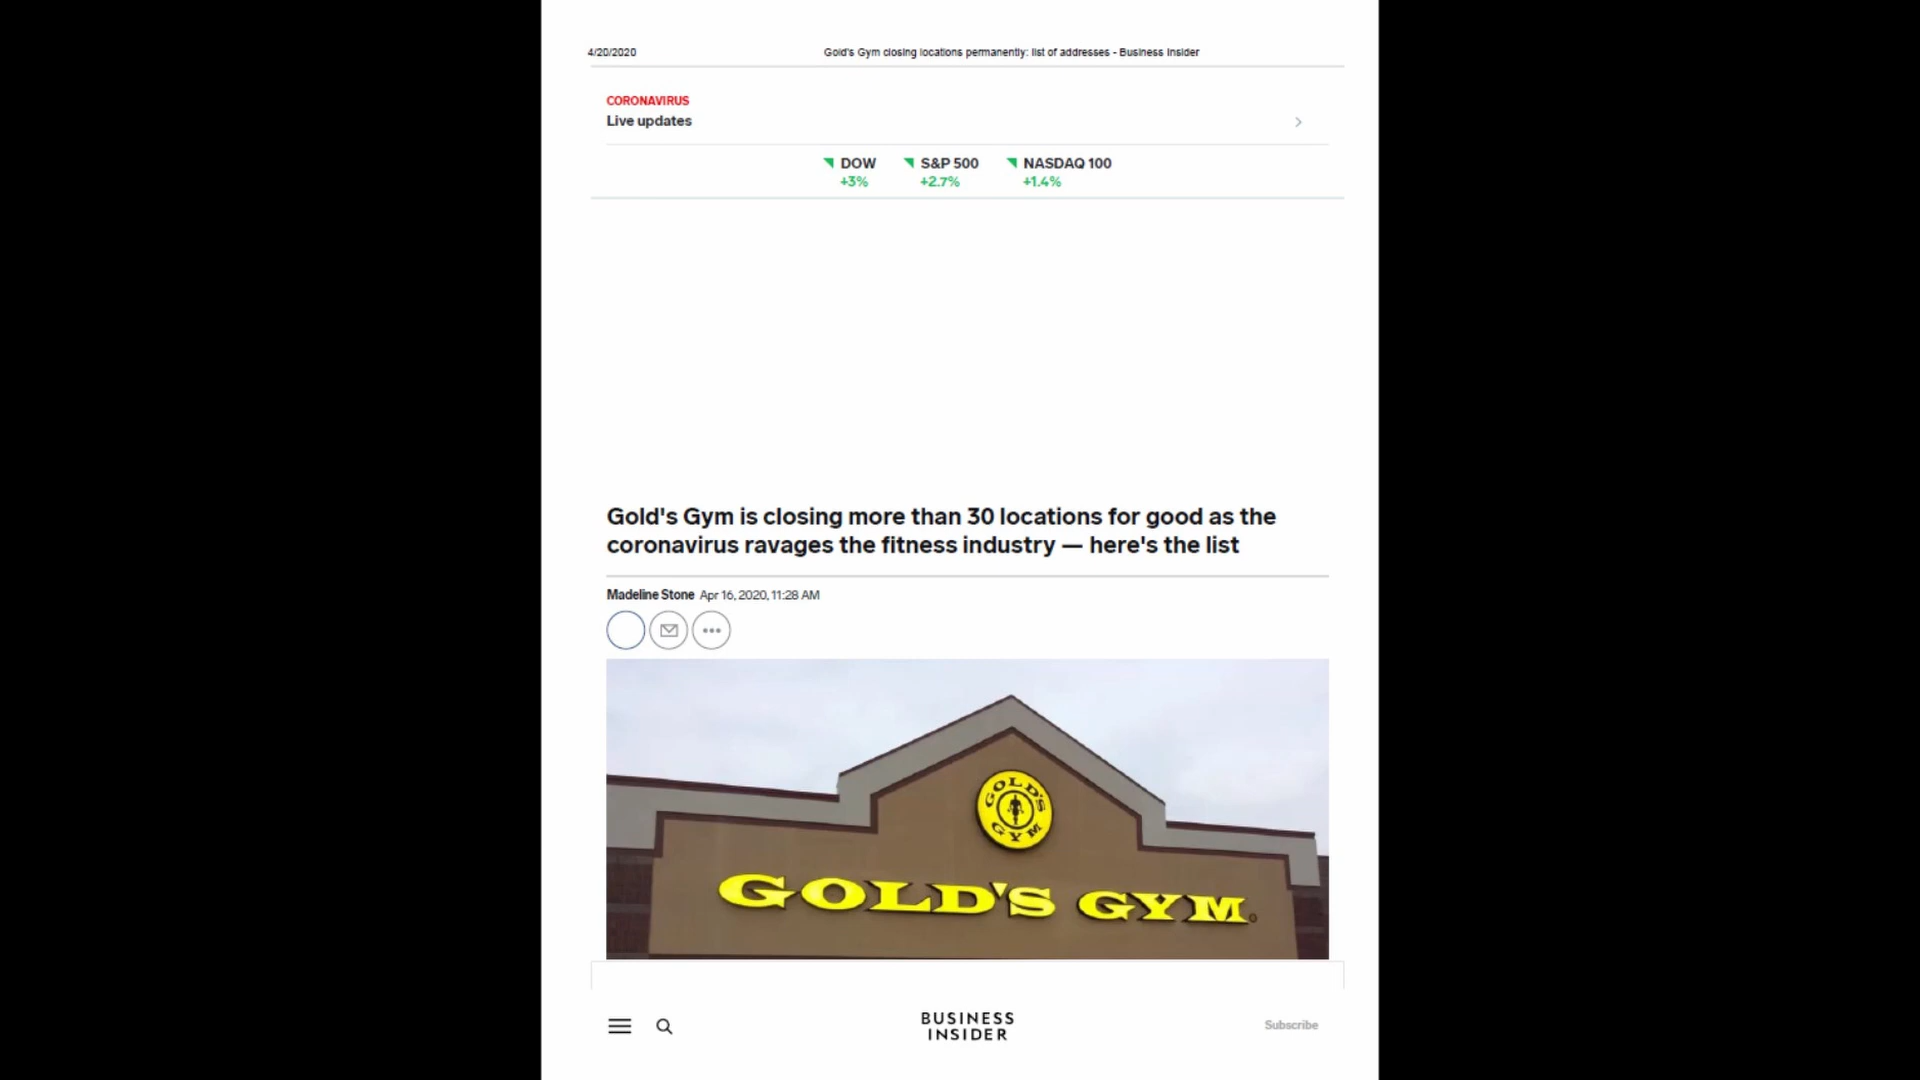 4/20/2020
Gold's Gym closing locations permanently: list of addresses - Business Insider
CORONAVIRUS
Live updates
DOW
+3%
S&P 500
+2.7%
NASDAQ 100
+1.4%
Gold's Gym is closing more than 30 locations for good as the
coronavirus ravages the fitness industry — here's the list
Madeline Stone Apr 16, 2020, 11:28 AM
GOLD'S
GYM
GOLD'S GYM
BUSINESS
INSIDER
Subscribe